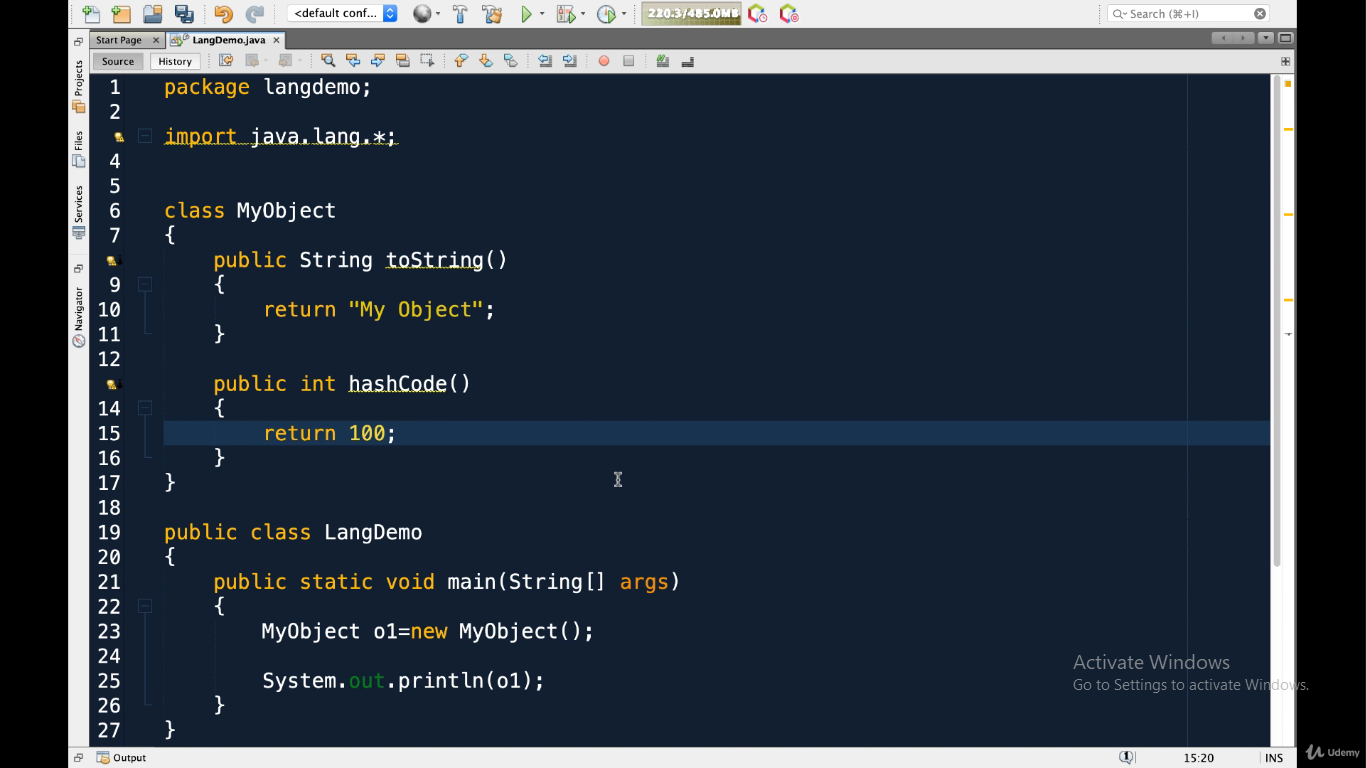 <default conf...
220.3/485.0MB
Search (⌘+I)
Start Page
LangDemo.java
Source
History
Projects
Files
Services
Navigator
1 package langdemo;
2
import java.lang.*;
4
5
6 class MyObject
7 {
public String toString()
9 {
10 return "My Object";
11 }
12
public int hashCode()
14 {
15 return 100;
16 }
17 }
18
19 public class LangDemo
20 {
21 public static void main(String[] args)
22 {
23 MyObject o1=new MyObject();
24
25 System.out.println(o1);
26 }
27 }
Activate Windows
Go to Settings to activate Windows.
Output
1
15:20
INS
Udemy